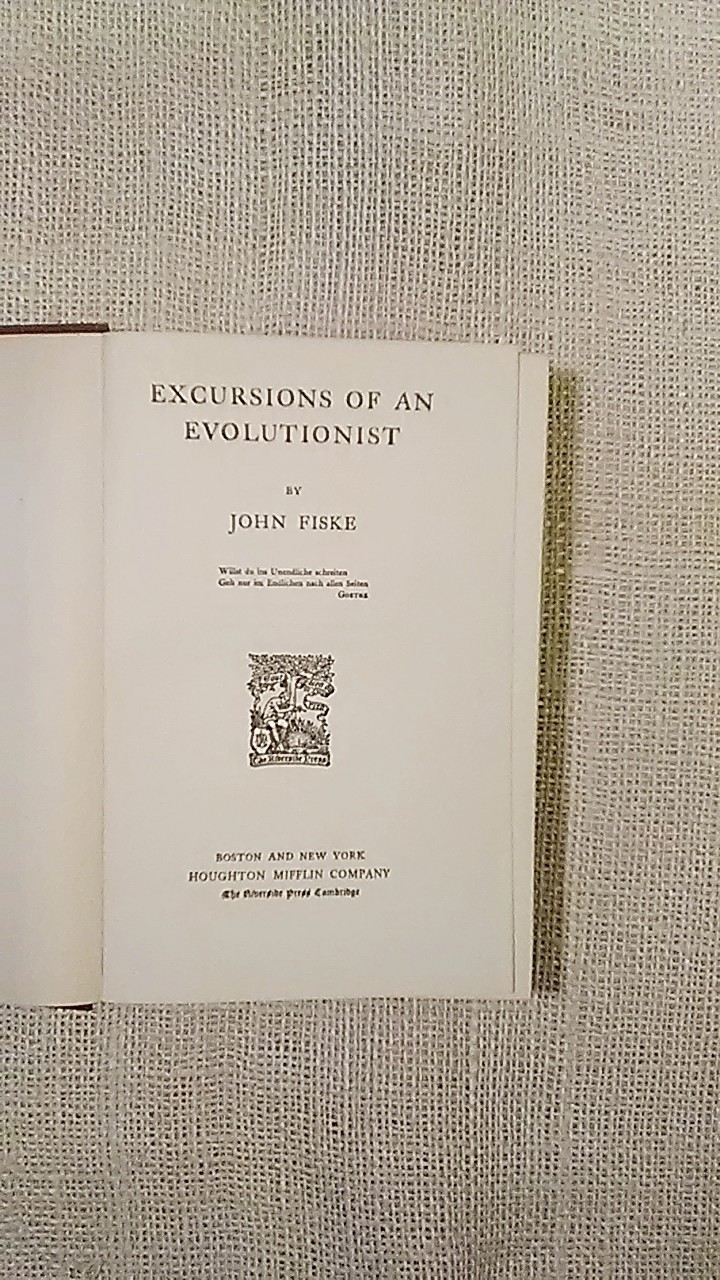 EXCURSIONS OF AN
EVOLUTIONIST
BY
JOHN FISKE
Willst du ins Unendliche schreiten
Geh nur im Endlichen nach allen Seiten
GOETHE
The Riverside Press
BOSTON AND NEW YORK
HOUGHTON MIFFLIN COMPANY
The Riverside Press Cambridge